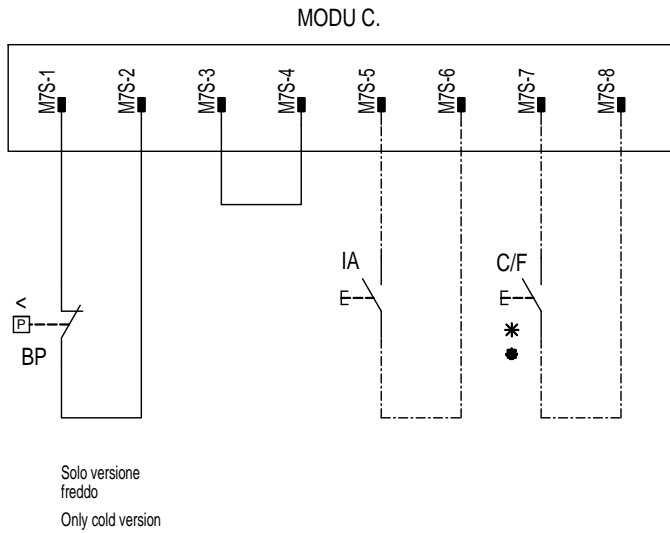 MODU C.
M7S-1
M7S-2
M7S-3
M7S-4
M7S-5
M7S-6
M7S-7
M7S-8
IA
C/F
<
P
BP
Solo versione
freddo
Only cold version